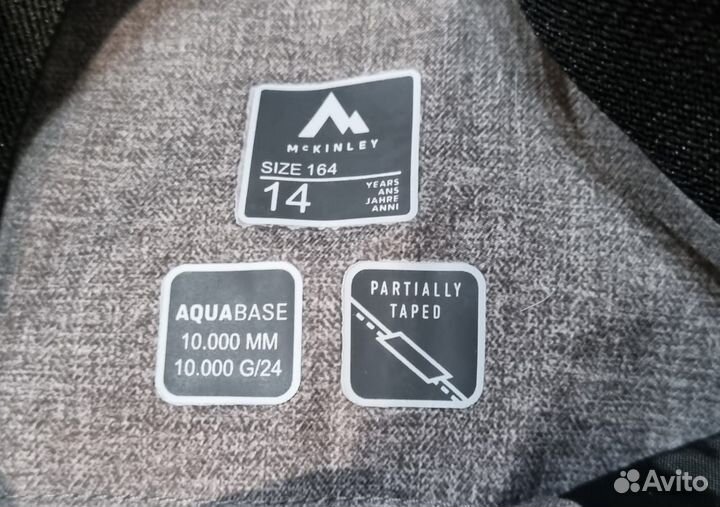 McKINLEY
SIZE 164
14
YEARS
ANS
JAHRE
ANNI
AQUABASE
10.000 MM
10.000 G/24
PARTIALLY
TAPED
Avito